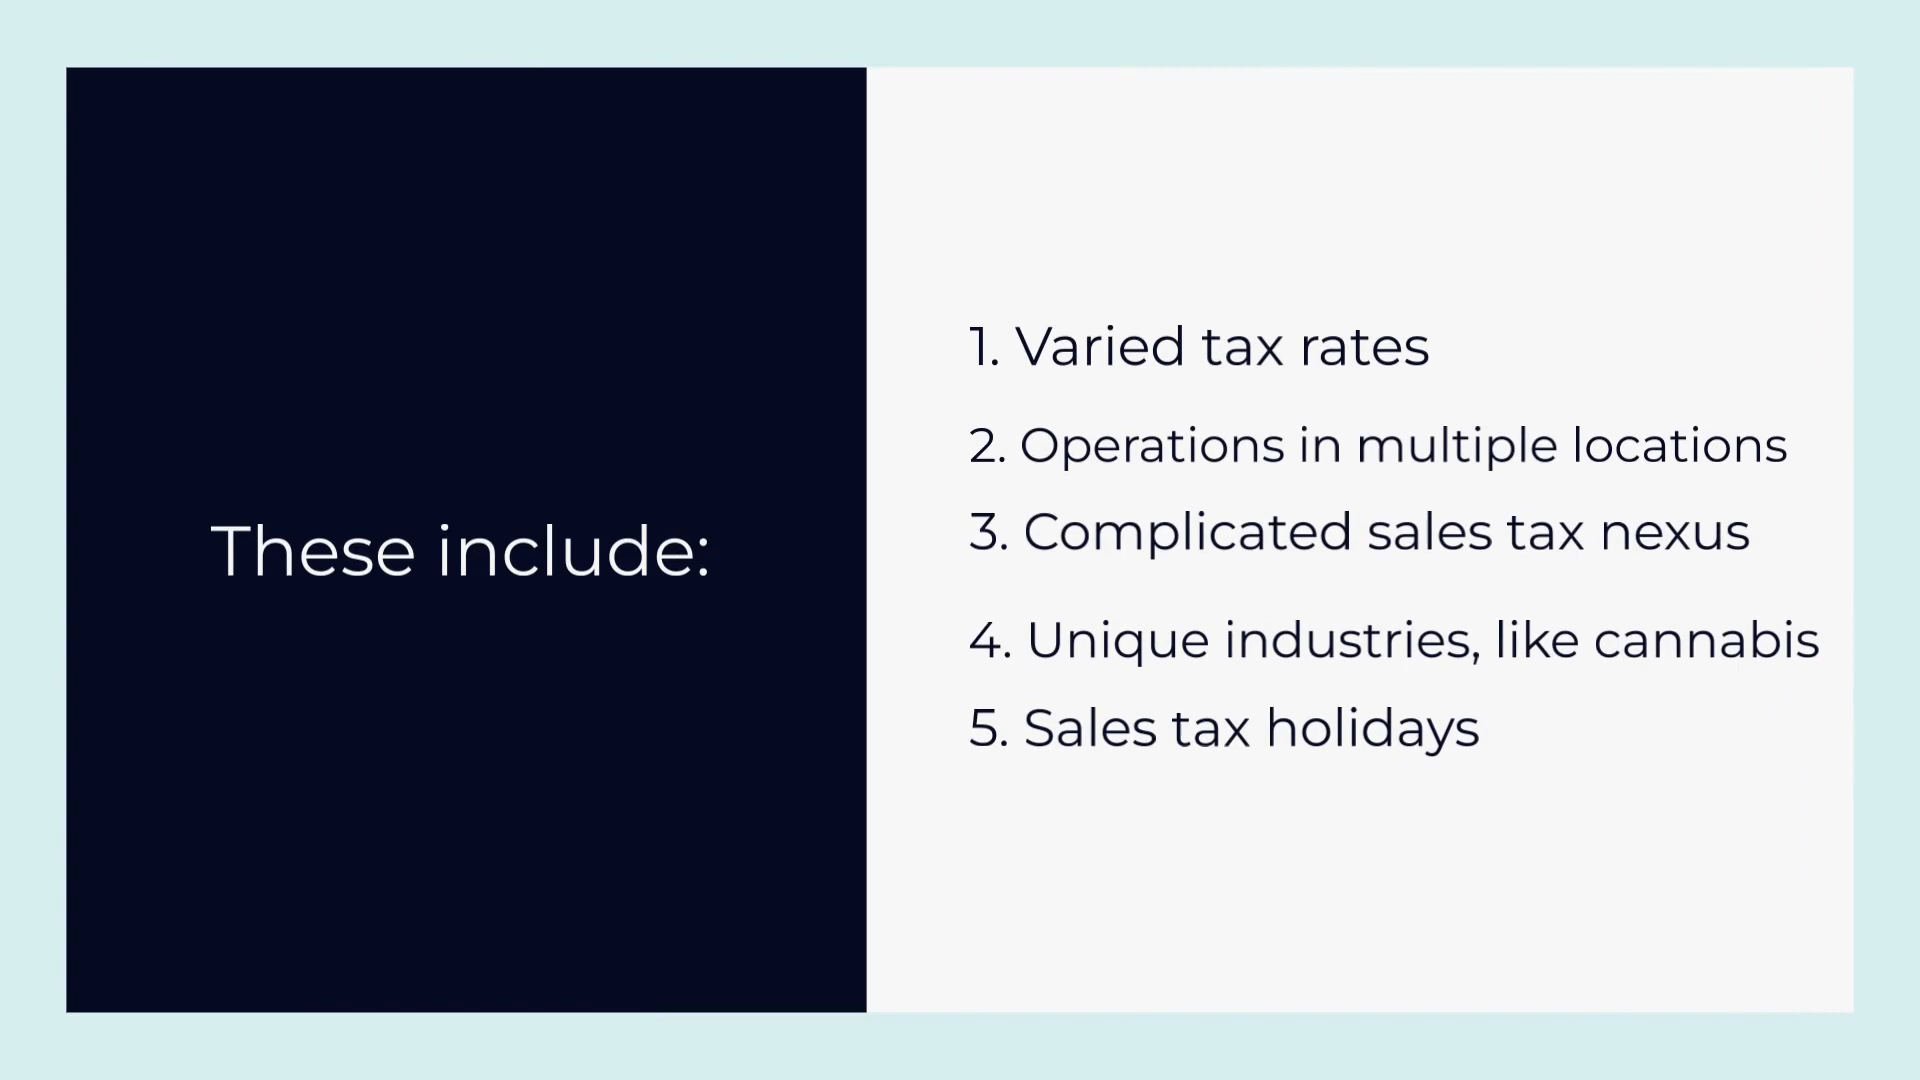 These include:
1. Varied tax rates
2. Operations in multiple locations
3. Complicated sales tax nexus
4. Unique industries, like cannabis
5. Sales tax holidays